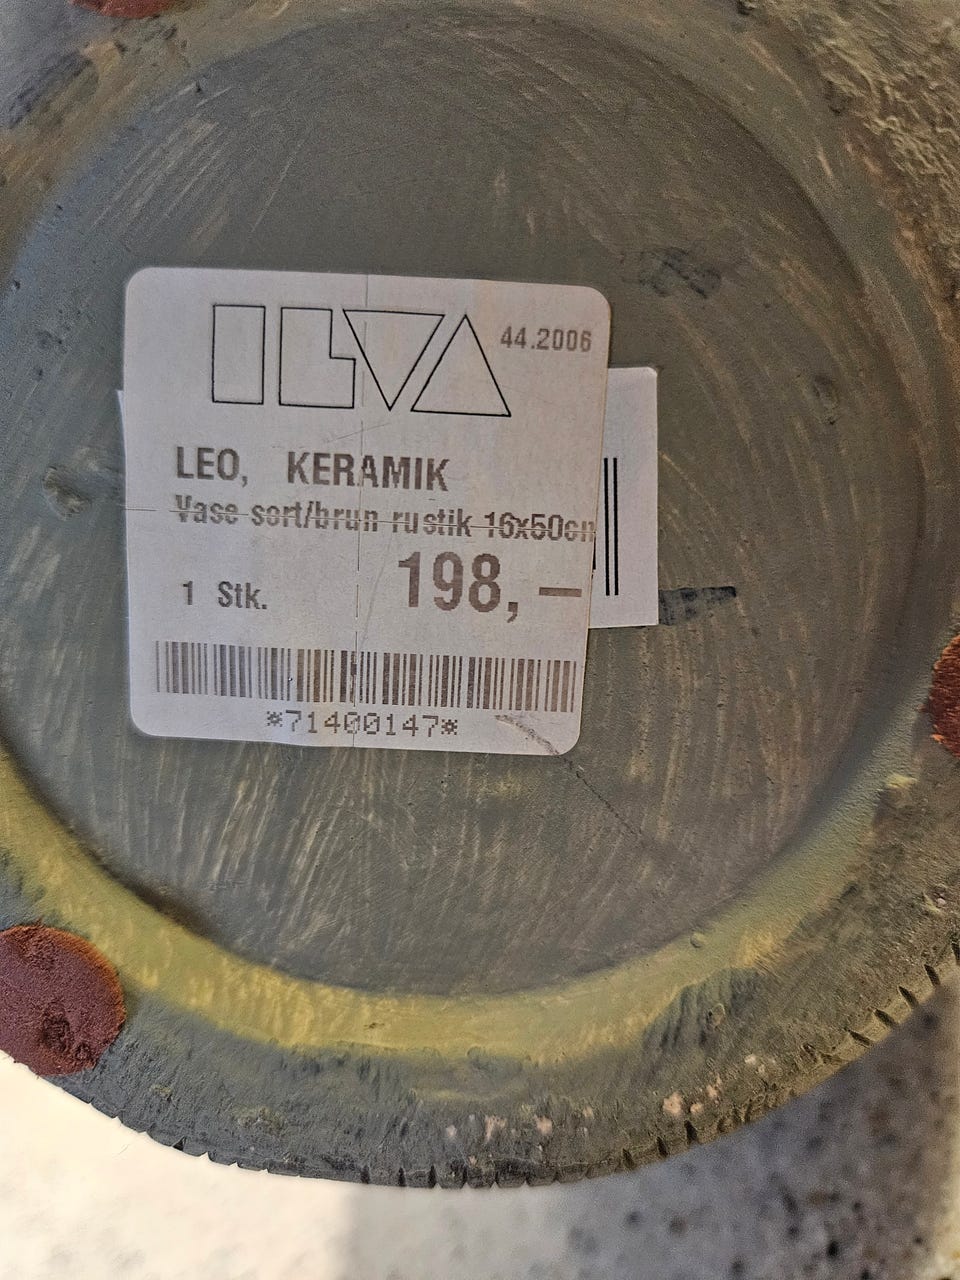 ILVA
44.2006
LEO, KERAMIK
Vase sort/brun rustik 16x50cm
198,—
1 Stk.
*71400147*